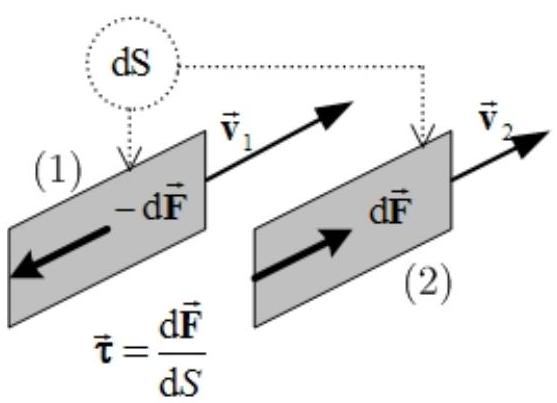 dS
v⃗₁
v⃗₂
(1)
−dF⃗
dF⃗
(2)
τ⃗ = dF⃗/dS